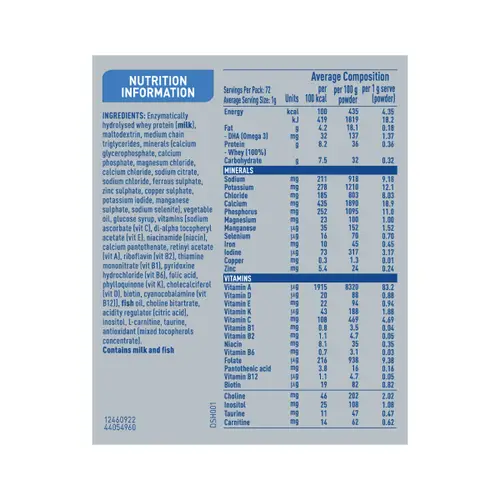 NUTRITION
INFORMATION
INGREDIENTS: Enzymatically
hydrolysed whey protein (milk),
maltodextrin, medium chain
triglycerides, minerals (calcium
glycerophosphate, calcium
phosphate, magnesium chloride,
calcium chloride, sodium citrate,
sodium chloride, ferrous sulphate,
zinc sulphate, copper sulphate,
potassium iodide, manganese
sulphate, sodium selenite), vegetable
oil, glucose syrup, vitamins (sodium
ascorbate (vit C), dl-alpha tocopheryl
acetate (vit E), niacinamide (niacin),
calcium pantothenate, retinyl acetate
(vit A), riboflavin (vit B2), thiamine
mononitrate (vit B1), pyridoxine
hydrochloride (vit B6), folic acid,
phylloquinone (vit K), cholecalciferol
(vit D), biotin, cyanocobalamine (vit
B12)), fish oil, choline bitartrate,
acidity regulator (citric acid),
inositol, L-carnitine, taurine,
antioxidant (mixed tocopherols
concentrate).
Contains milk and fish
12460922
44054960
DSH001
Average Composition
Servings Per Pack: 72
Average Serving Size: 1g
Units per 100 kcal per 100 g powder per 1 g serve (powder)
Energy kcal 100 435 4.35
kJ 419 1819 18.2
Fat g 4.2 18.1 0.18
- DHA (Omega 3) mg 32 137 1.37
Protein g 8.2 36 0.36
- Whey (100%)
Carbohydrate g 7.5 32 0.32
MINERALS
Sodium mg 211 918 9.18
Potassium mg 278 1210 12.1
Chloride mg 185 803 8.03
Calcium mg 435 1890 18.9
Phosphoros mg 252 1095 11.0
Magnesium mg 23 100 1.00
Manganese µg 35 152 1.52
Selenium µg 16 70 0.70
Iron mg 10 45 0.45
Iodine µg 73 317 3.17
Copper mg 0.3 1.3 0.01
Zinc mg 5.4 24 0.24
VITAMINS
Vitamin A µg 1915 8320 83.2
Vitamin D µg 20 88 0.88
Vitamin E mg 22 94 0.94
Vitamin K µg 43 188 1.88
Vitamin C mg 108 469 4.69
Vitamin B1 mg 0.8 3.5 0.04
Vitamin B2 mg 1.1 4.7 0.05
Niacin mg 8.1 35 0.35
Vitamin B6 mg 0.7 3.1 0.03
Folate µg 216 938 9.38
Pantothenic acid mg 3.8 16 0.16
Vitamin B12 µg 1.1 4.7 0.05
Biotin µg 19 82 0.82
Choline mg 46 202 2.02
Inositol mg 25 108 1.08
Taurine mg 11 47 0.47
Carnitine mg 14 62 0.62